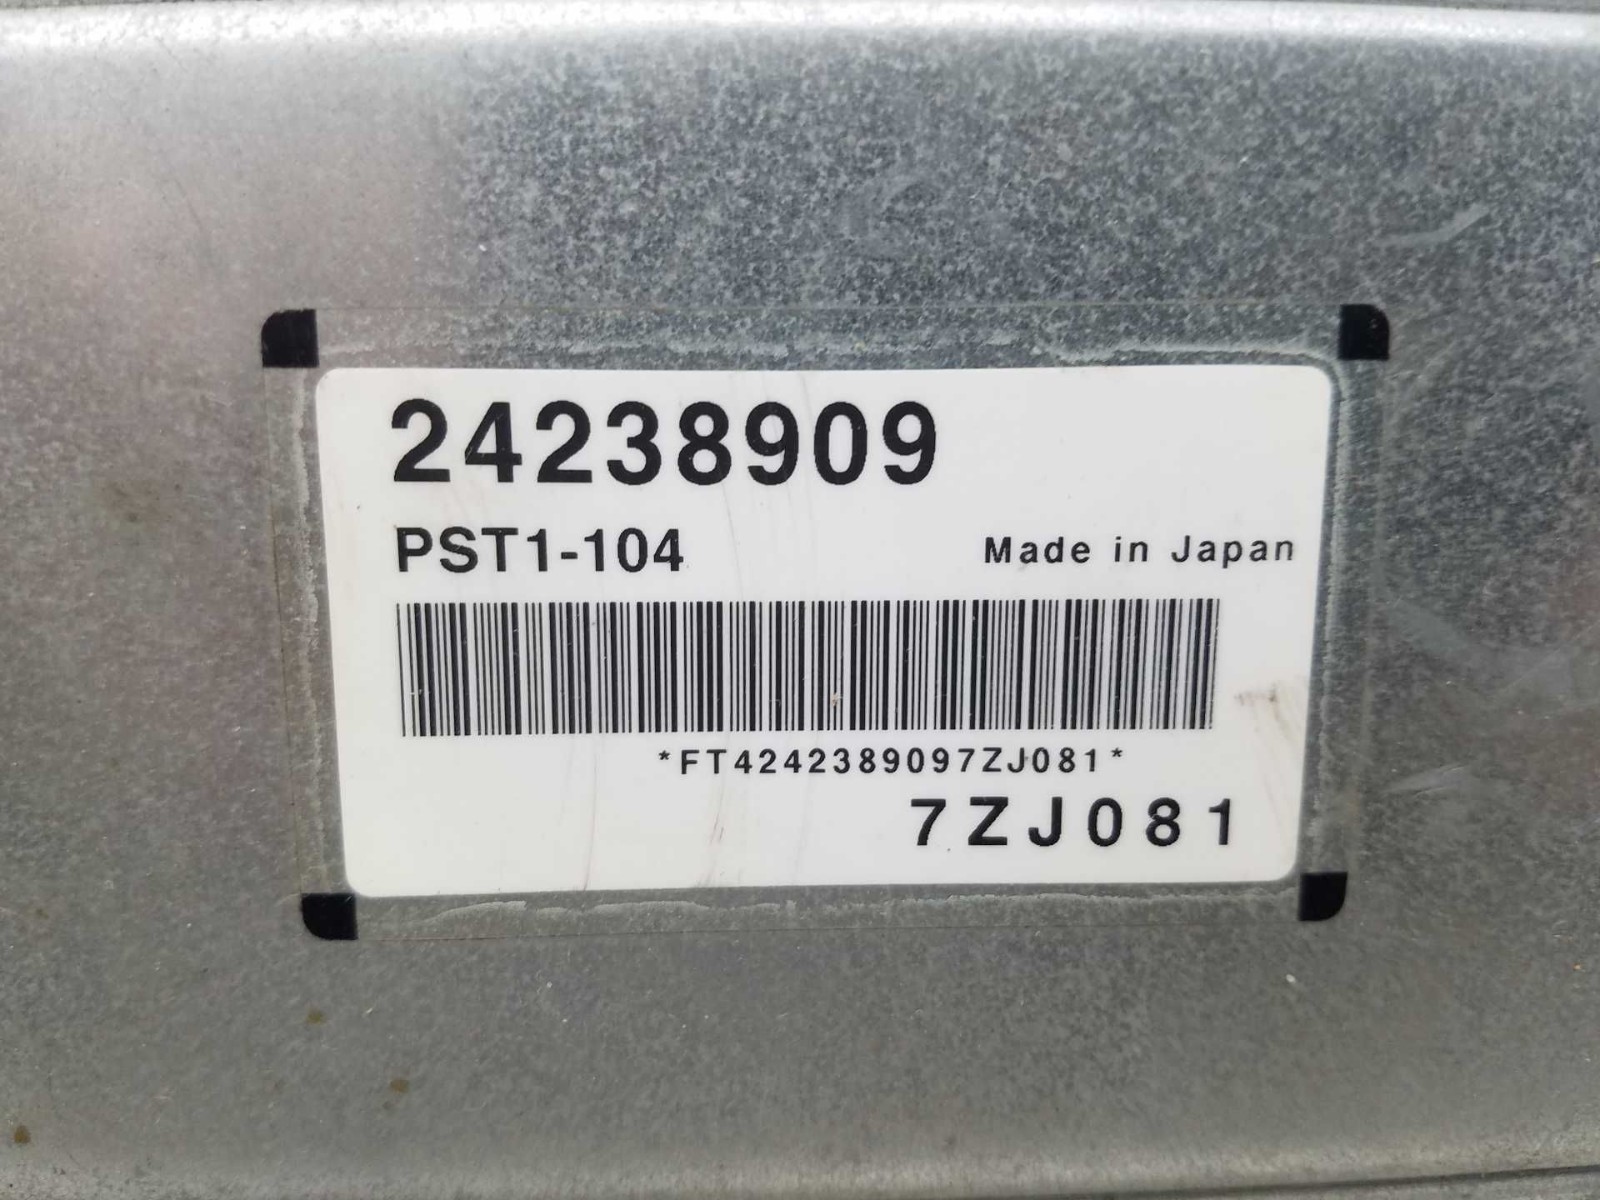 24238909
PST1-104 Made in Japan
*FT4242389097ZJ081*
7ZJ081